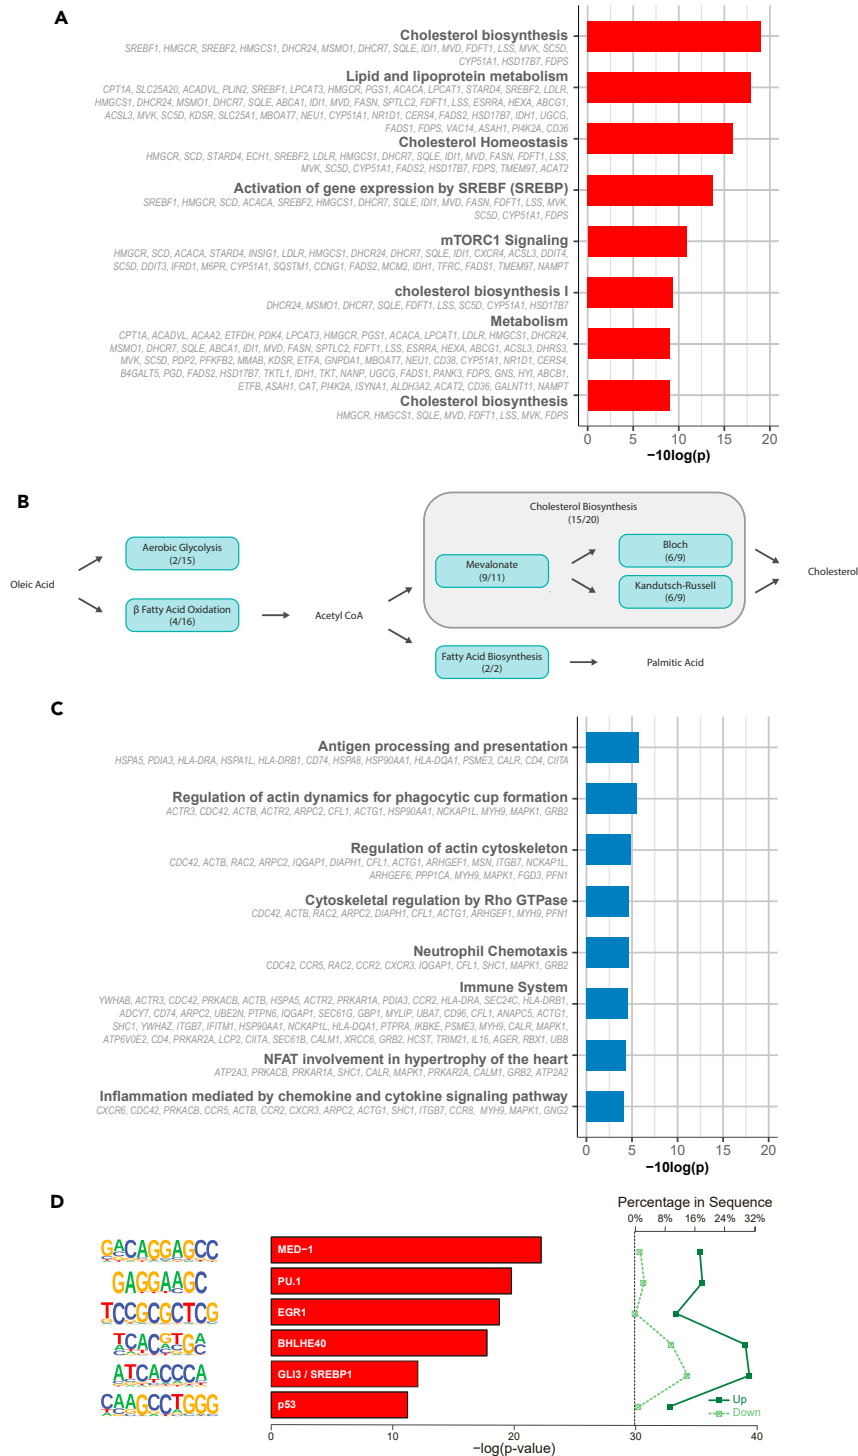 A
Cholesterol biosynthesis
SREBF1, HMGCR, SREBF2, HMGCS1, DHCR24, MSMO1, DHCR7, SQLE, IDI1, MVD, FDFT1, LSS, MVK, SC5D,
CYP51A1, HSD17B7, FDPS
Lipid and lipoprotein metabolism
CPT1A, SLC25A20, ACADVL, PLIN2, SREBF1, LPCAT3, HMGCR, PGS1, ACACA, LPCAT1, STARD4, SREBF2, LDLR,
HMGCS1, DHCR24, MSMO1, DHCR7, SQLE, ABCA1, IDI1, MVD, FASN, SPTLC2, FDFT1, LSS, ESRRA, HEXA, ABCG1,
ACSL3, MVK, SC5D, KDSR, SLC25A1, MBOAT7, NEU1, CYP51A1, NR1D1, CERS4, FADS2, HSD17B7, IDH1, UGCG,
FADS1, FDPS, VAC14, ASAH1, PI4K2A, CD36
Cholesterol Homeostasis
HMGCR, SCD, STARD4, ECH1, SREBF2, LDLR, HMGCS1, DHCR7, SQLE, IDI1, MVD, FASN, FDFT1, LSS,
MVK, SC5D, CYP51A1, FADS2, HSD17B7, FDPS, TMEM97, ACAT2
Activation of gene expression by SREBF (SREBP)
SREBF1, HMGCR, SCD, ACACA, SREBF2, HMGCS1, DHCR7, SQLE, IDI1, MVD, FASN, FDFT1, LSS, MVK,
SC5D, CYP51A1, FDPS
mTORC1 Signaling
HMGCR, SCD, ACACA, STARD4, INSIG1, LDLR, HMGCS1, DHCR24, DHCR7, SQLE, IDI1, CXCR4, ACSL3, DDIT4,
SC5D, DDIT3, IFRD1, M6PR, CYP51A1, SQSTM1, CCNG1, FADS2, MCM2, IDH1, TFRC, FADS1, TMEM97, NAMPT
cholesterol biosynthesis I
DHCR24, MSMO1, DHCR7, SQLE, FDFT1, LSS, SC5D, CYP51A1, HSD17B7
Metabolism
CPT1A, ACADVL, ACAA2, ETFDH, PDK4, LPCAT3, HMGCR, PGS1, ACACA, LPCAT1, LDLR, HMGCS1, DHCR24,
MSMO1, DHCR7, SQLE, ABCA1, IDI1, MVD, FASN, SPTLC2, FDFT1, LSS, ESRRA, HEXA, ABCG1, ACSL3, DHRS3,
MVK, SC5D, PDP2, PFKFB2, MMAB, KDSR, ETFA, GNPDA1, MBOAT7, NEU1, CD38, CYP51A1, NR1D1, CERS4,
B4GALT5, PGD, FADS2, HSD17B7, TKTL1, IDH1, TKT, NANP, UGCG, FADS1, PANK3, FDPS, GNS, HYI, ABCB1,
ETFB, ASAH1, CAT, PI4K2A, ISYNA1, ALDH3A2, ACAT2, CD36, GALNT11, NAMPT
Cholesterol biosynthesis
HMGCR, HMGCS1, SQLE, MVD, FDFT1, LSS, MVK, FDPS
0 5 10 15 20
−10log(p)
B
Cholesterol Biosynthesis
(15/20)
Aerobic Glycolysis
(2/15)
Bloch
(6/9)
Mevalonate
(9/11)
Oleic Acid
Cholesterol
Kandutsch-Russell
(6/9)
β Fatty Acid Oxidation
(4/16)
Acetyl CoA
Fatty Acid Biosynthesis
(2/2)
Palmitic Acid
C
Antigen processing and presentation
HSPA5, PDIA3, HLA-DRA, HSPA1L, HLA-DRB1, CD74, HSPA8, HSP90AA1, HLA-DQA1, PSME3, CALR, CD4, CIITA
Regulation of actin dynamics for phagocytic cup formation
ACTR3, CDC42, ACTB, ACTR2, ARPC2, CFL1, ACTG1, HSP90AA1, NCKAP1L, MYH9, MAPK1, GRB2
Regulation of actin cytoskeleton
CDC42, ACTB, RAC2, ARPC2, IQGAP1, DIAPH1, CFL1, ACTG1, ARHGEF1, MSN, ITGB7, NCKAP1L,
ARHGEF6, PPP1CA, MYH9, MAPK1, FGD3, PFN1
Cytoskeletal regulation by Rho GTPase
CDC42, ACTB, RAC2, ARPC2, DIAPH1, CFL1, ACTG1, ARHGEF1, MYH9, PFN1
Neutrophil Chemotaxis
CDC42, CCR5, RAC2, CCR2, CXCR3, IQGAP1, CFL1, SHC1, MAPK1, GRB2
Immune System
YWHAB, ACTR3, CDC42, PRKACB, ACTB, HSPA5, ACTR2, PRKAR1A, PDIA3, CCR2, HLA-DRA, SEC24C, HLA-DRB1,
ADCY7, CD74, ARPC2, UBE2N, PTPN6, IQGAP1, SEC61G, GBP1, MYLIP, UBA7, CD96, CFL1, ANAPC5, ACTG1,
SHC1, YWHAZ, ITGB7, IFITM1, HSP90AA1, NCKAP1L, HLA-DQA1, PTPRA, IKBKE, PSME3, MYH9, CALR, MAPK1,
ATP6V0E2, CD4, PRKAR2A, LCP2, CIITA, SEC61B, CALM1, XRCC6, GRB2, HCST, TRIM21, IL16, AGER, RBX1, UBB
NFAT involvement in hypertrophy of the heart
ATP2A3, PRKACB, PRKAR1A, SHC1, CALR, MAPK1, PRKAR2A, CALM1, GRB2, ATP2A2
Inflammation mediated by chemokine and cytokine signaling pathway
CXCR6, CDC42, PRKACB, CCR5, ACTB, CCR2, CXCR3, ARPC2, ACTG1, SHC1, ITGB7, CCR8, MYH9, MAPK1, GNG2
0 5 10 15 20
−10log(p)
D
Percentage in Sequence
0% 8% 16% 24% 32%
GACAGGAGCC
MED−1
GAGGAAGC
PU.1
TCCGCGCTCG
EGR1
TCACGTGA
BHLHE40
ATCACCCA
GLI3 / SREBP1
CAAGCCTGGG
p53
Up
Down
0 20 30 40
−log(p-value)